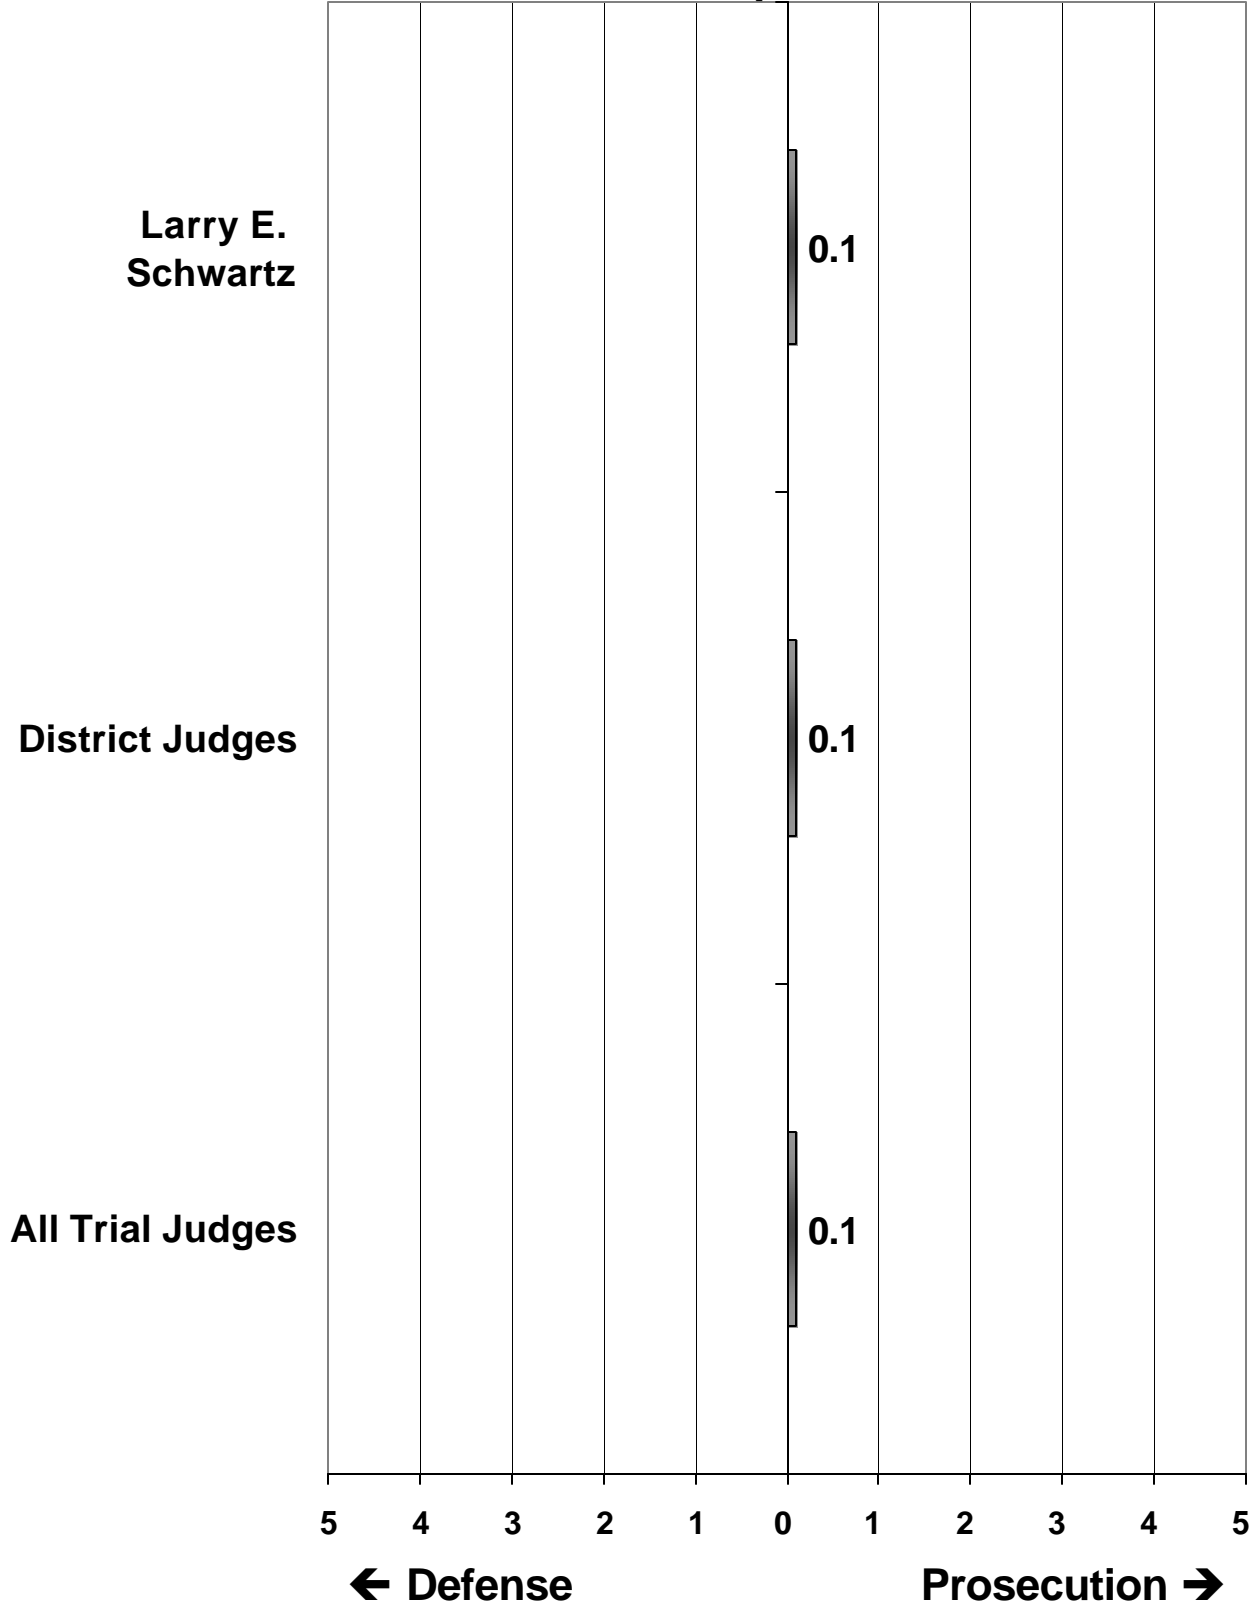 Larry E.
Schwartz
0.1
District Judges
0.1
All Trial Judges
0.1
5 4 3 2 1 0 1 2 3 4 5
← Defense Prosecution →